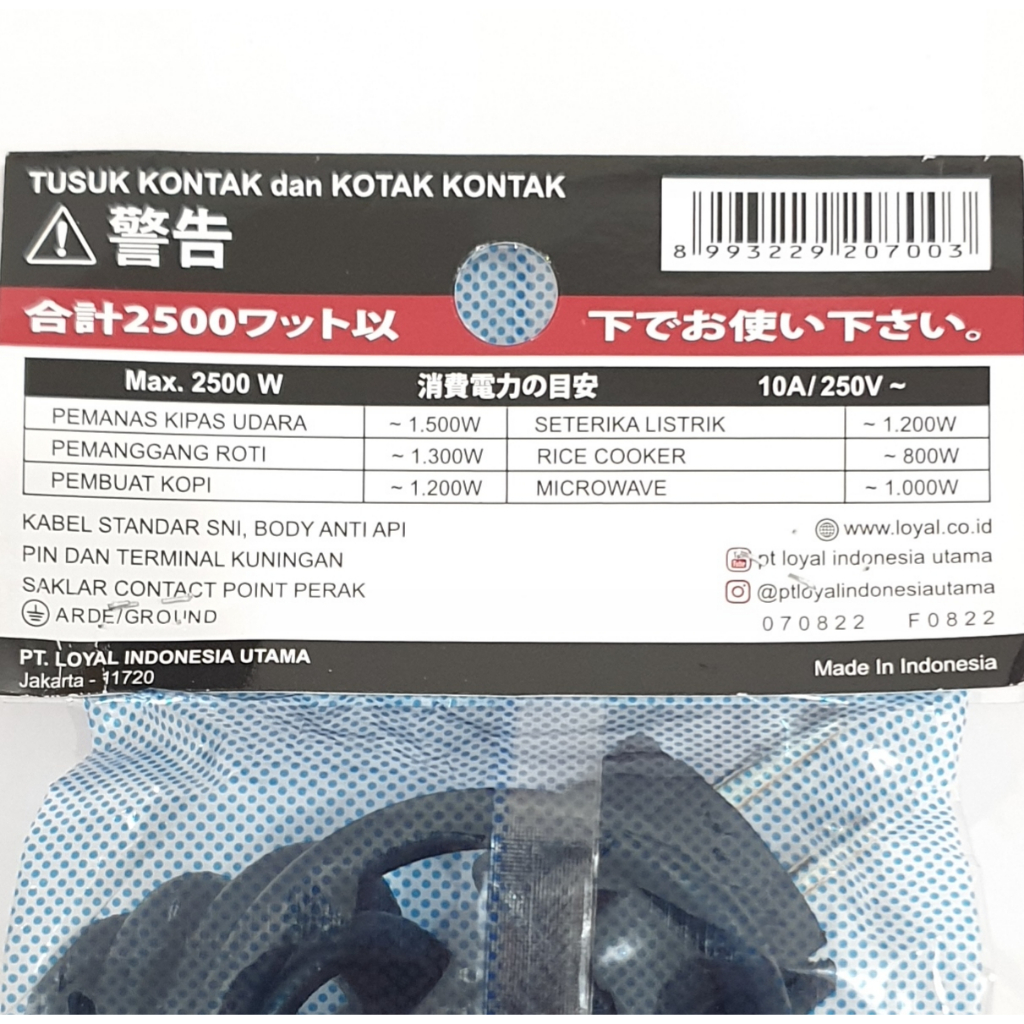 TUSUK KONTAK dan KOTAK KONTAK
警告
8 993229 207003
合計2500ワット以下でお使い下さい。
Max. 2500 W 消費電力の目安 10A/250V ~
PEMANAS KIPAS UDARA ~ 1.500W SETERIKA LISTRIK ~ 1.200W
PEMANGGANG ROTI ~ 1.300W RICE COOKER ~ 800W
PEMBUAT KOPI ~ 1.200W MICROWAVE ~ 1.000W
KABEL STANDAR SNI, BODY ANTI API
PIN DAN TERMINAL KUNINGAN
SAKLAR CONTACT POINT PERAK
ARDE/GROUND
www.loyal.co.id
pt loyal indonesia utama
@ptloyalindonesiautama
070822 F0822
PT. LOYAL INDONESIA UTAMA
Jakarta - 11720
Made In Indonesia